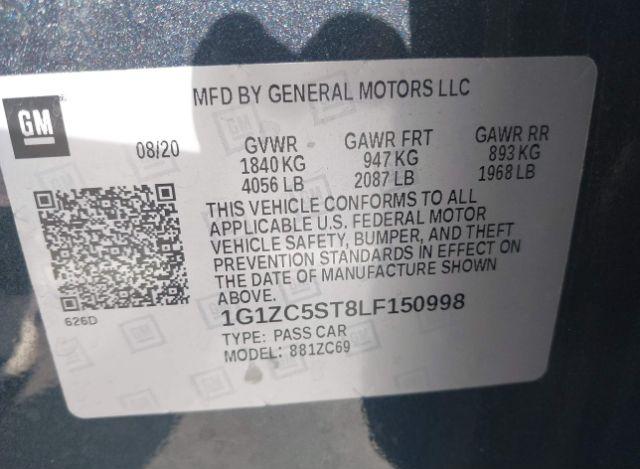 MFD BY GENERAL MOTORS LLC
GM
08/20
GVWR GAWR FRT GAWR RR
1840 KG 947 KG 893 KG
4056 LB 2087 LB 1968 LB
THIS VEHICLE CONFORMS TO ALL
APPLICABLE U.S. FEDERAL MOTOR
VEHICLE SAFETY, BUMPER, AND THEFT
PREVENTION STANDARDS IN EFFECT ON
THE DATE OF MANUFACTURE SHOWN
ABOVE.
1G1ZC5ST8LF150998
626D
TYPE: PASS CAR
MODEL: 881ZC69